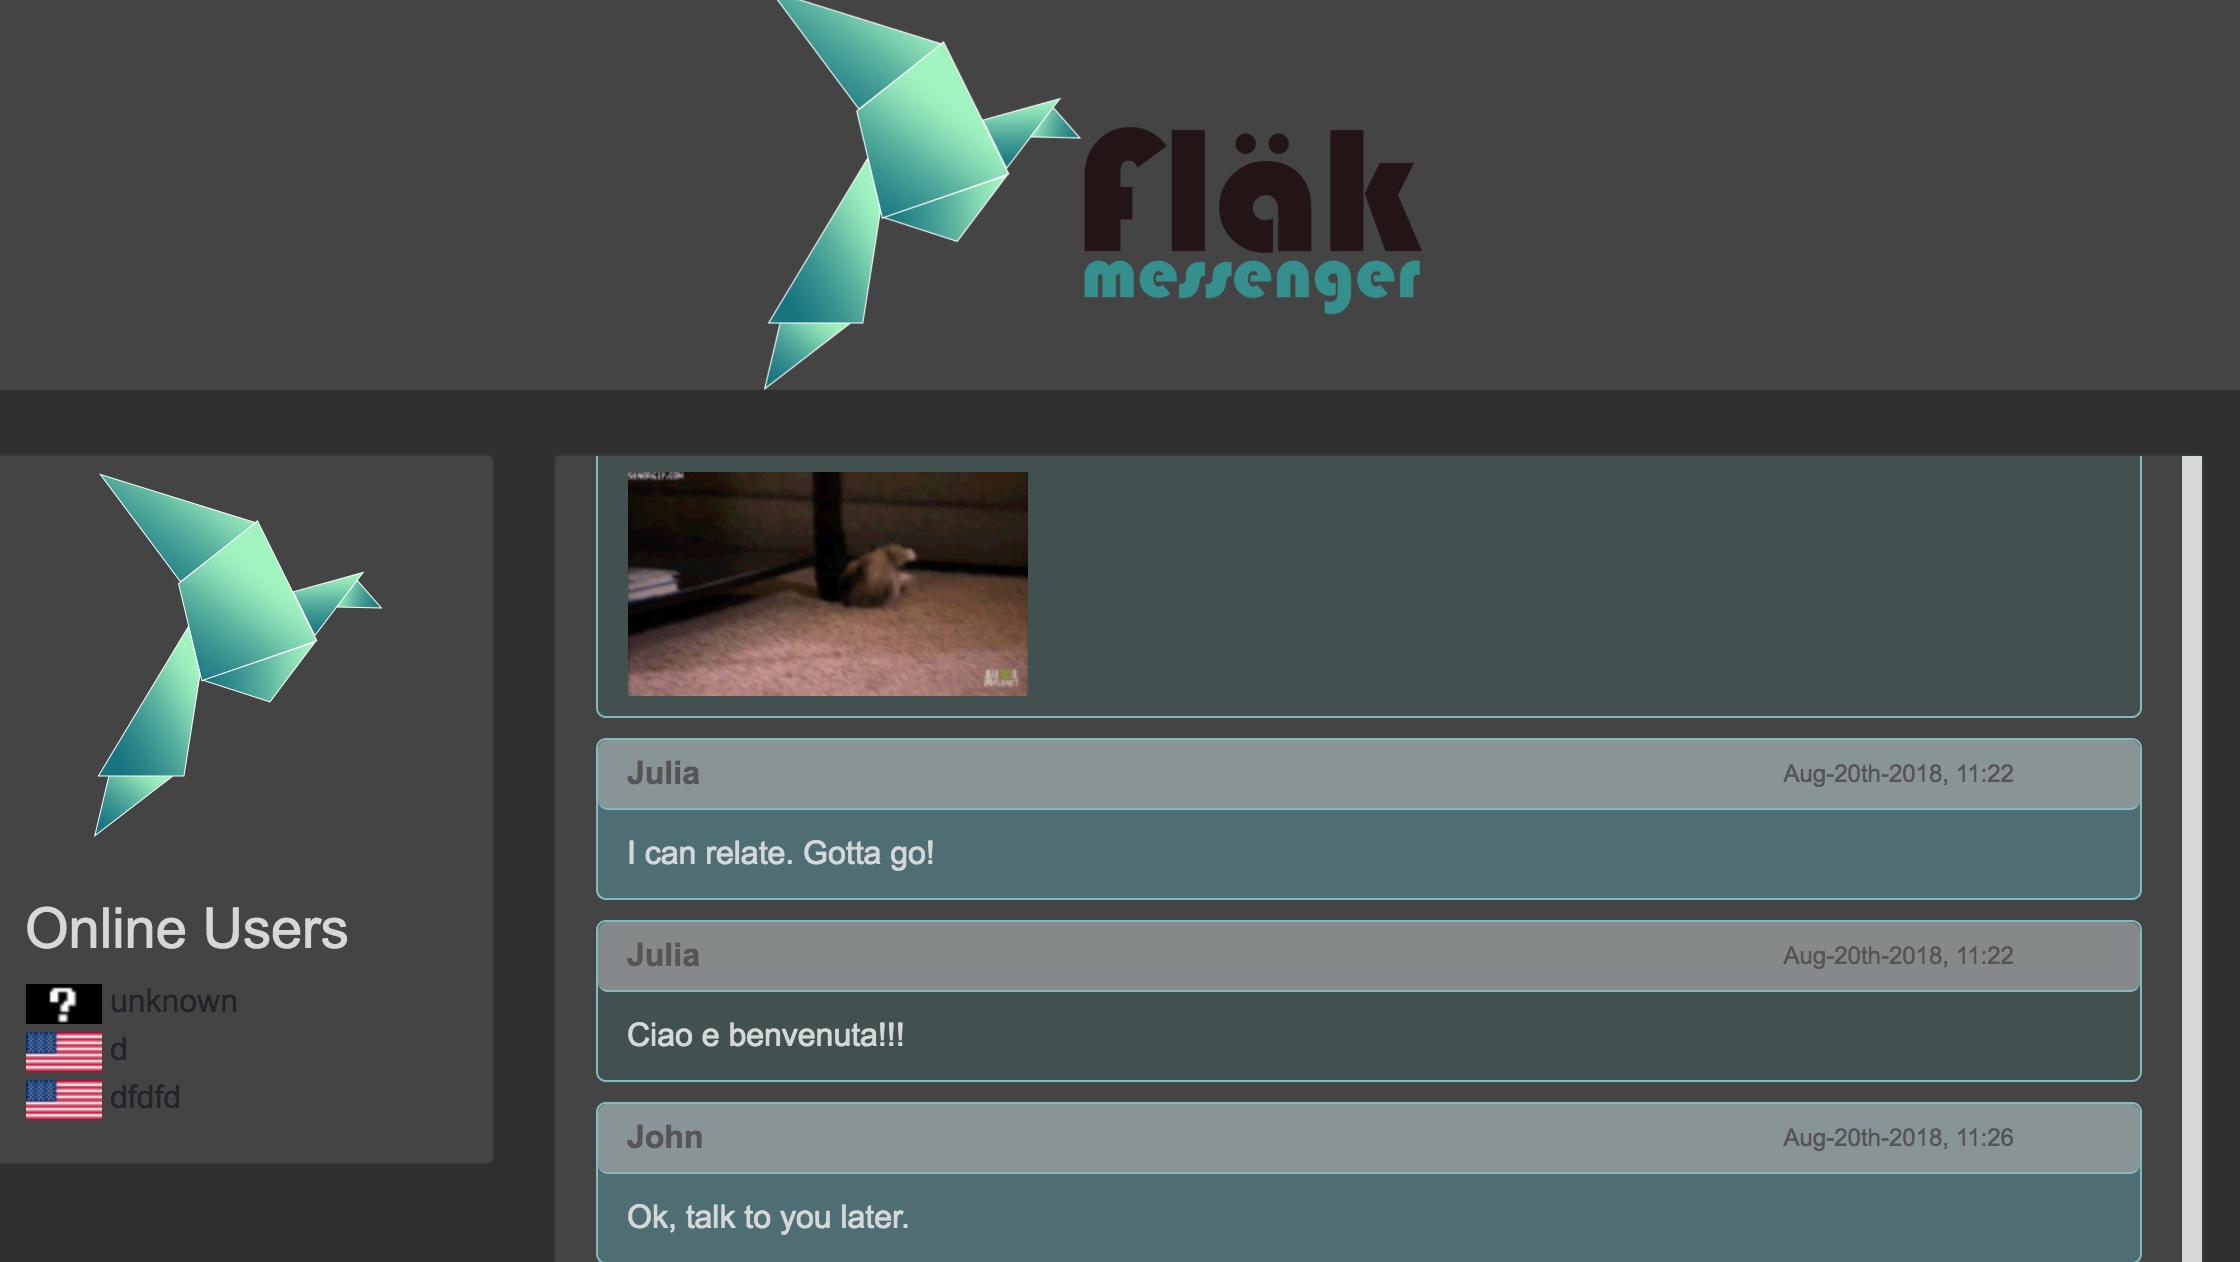 fläk
messenger
Online Users
? unknown
d
dfdfd
Julia
Aug-20th-2018, 11:22
I can relate. Gotta go!
Julia
Aug-20th-2018, 11:22
Ciao e benvenuta!!!
John
Aug-20th-2018, 11:26
Ok, talk to you later.